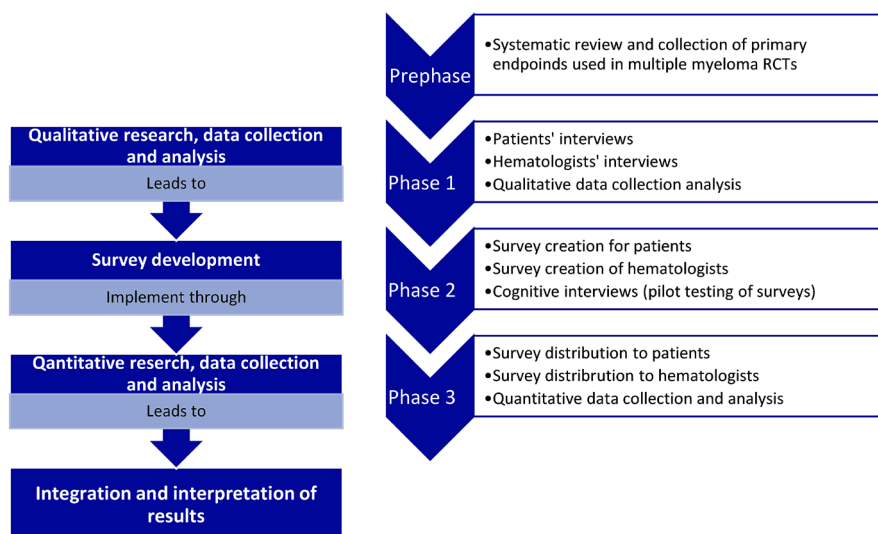 Qualitative research, data collection
and analysis
Leads to
Survey development
Implement through
Qantitative reserch, data collection
and analysis
Leads to
Integration and interpretation of
results
Prephase
•Systematic review and collection of primary
endpoinds used in multiple myeloma RCTs
Phase 1
•Patients' interviews
•Hematologists' interviews
•Qualitative data collection analysis
Phase 2
•Survey creation for patients
•Survey creation of hematologists
•Cognitive interviews (pilot testing of surveys)
Phase 3
•Survey distribution to patients
•Survey distribrution to hematologists
•Quantitative data collection and analysis